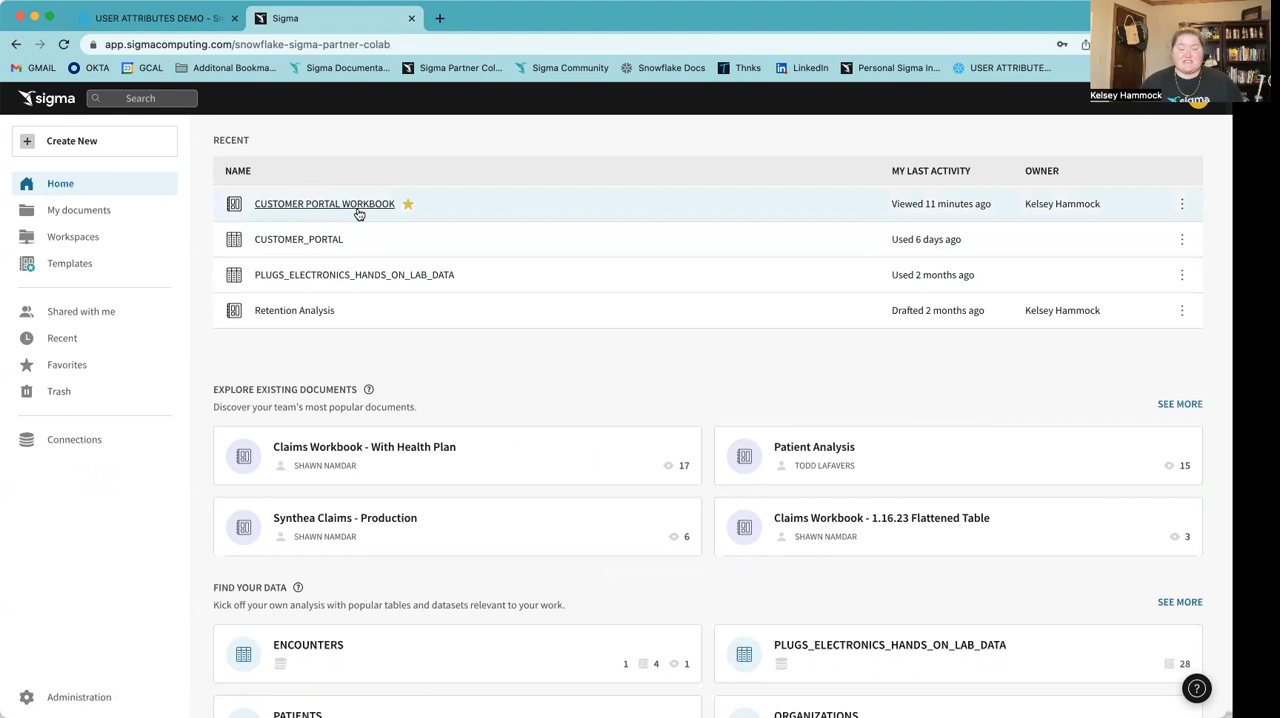 USER ATTRIBUTES DEMO - Sn
Sigma
app.sigmacomputing.com/snowflake-sigma-partner-colab
GMAIL
OKTA
GCAL
Additonal Bookma...
Sigma Documenta...
Sigma Partner Col...
Sigma Community
Snowflake Docs
Thnks
LinkedIn
Personal Sigma In...
USER ATTRIBUTE...
Kelsey Hammock
sigma
sigma
Search
Create New
Home
My documents
Workspaces
Templates
Shared with me
Recent
Favorites
Trash
Connections
Administration
RECENT
NAME MY LAST ACTIVITY OWNER
CUSTOMER PORTAL WORKBOOK Viewed 11 minutes ago Kelsey Hammock
CUSTOMER_PORTAL Used 6 days ago
PLUGS_ELECTRONICS_HANDS_ON_LAB_DATA Used 2 months ago
Retention Analysis Drafted 2 months ago Kelsey Hammock
EXPLORE EXISTING DOCUMENTS
Discover your team's most popular documents.
SEE MORE
Claims Workbook - With Health Plan
SHAWN NAMDAR 17
Patient Analysis
TODD LAFAVERS 15
Synthea Claims - Production
SHAWN NAMDAR 6
Claims Workbook - 1.16.23 Flattened Table
SHAWN NAMDAR 3
FIND YOUR DATA
Kick off your own analysis with popular tables and datasets relevant to your work.
SEE MORE
ENCOUNTERS
1 4 1
PLUGS_ELECTRONICS_HANDS_ON_LAB_DATA
28
PATIENTS
ORGANIZATIONS